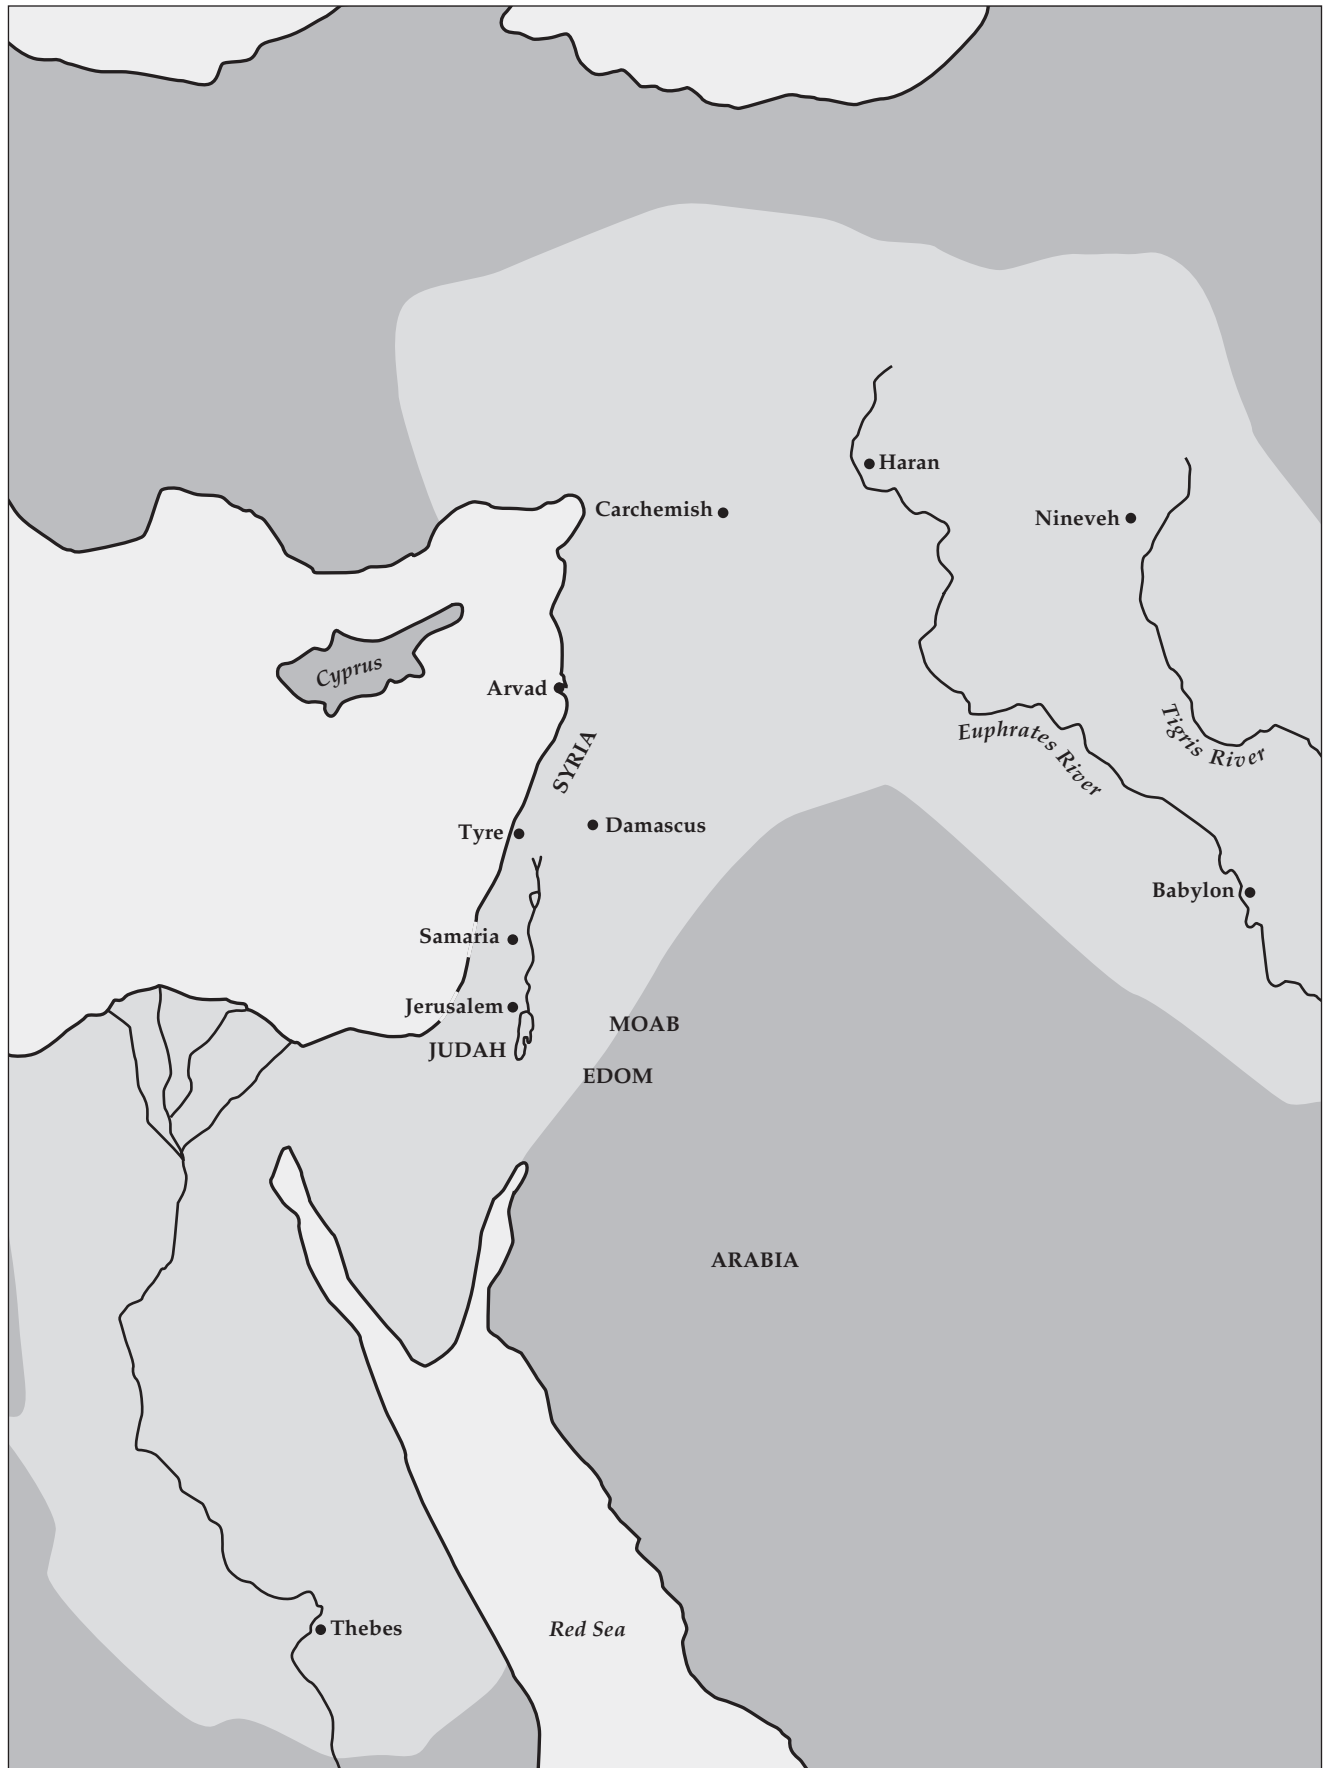 Haran
Carchemish
Nineveh
Cyprus
Arvad
SYRIA
Euphrates River
Tigris River
Tyre
Damascus
Babylon
Samaria
Jerusalem
MOAB
JUDAH
EDOM
ARABIA
Thebes
Red Sea